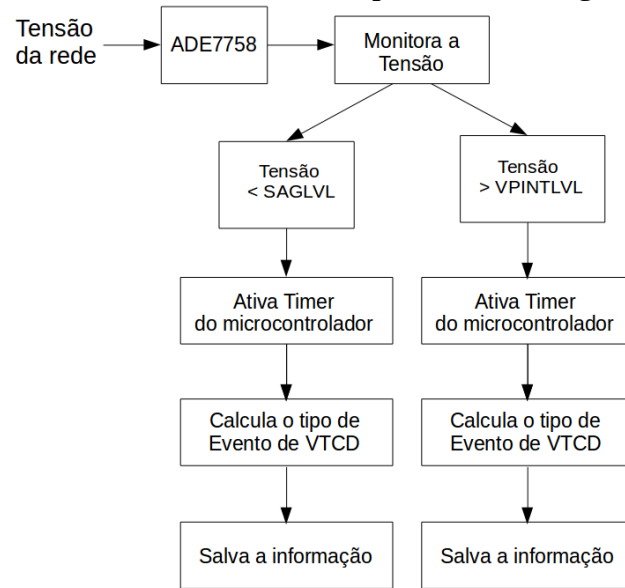 Tensão
da rede
ADE7758
Monitora a
Tensão
Tensão
< SAGLVL
Tensão
> VPINTLVL
Ativa Timer
do microcontrolador
Ativa Timer
do microcontrolador
Calcula o tipo de
Evento de VTCD
Calcula o tipo de
Evento de VTCD
Salva a informação
Salva a informação